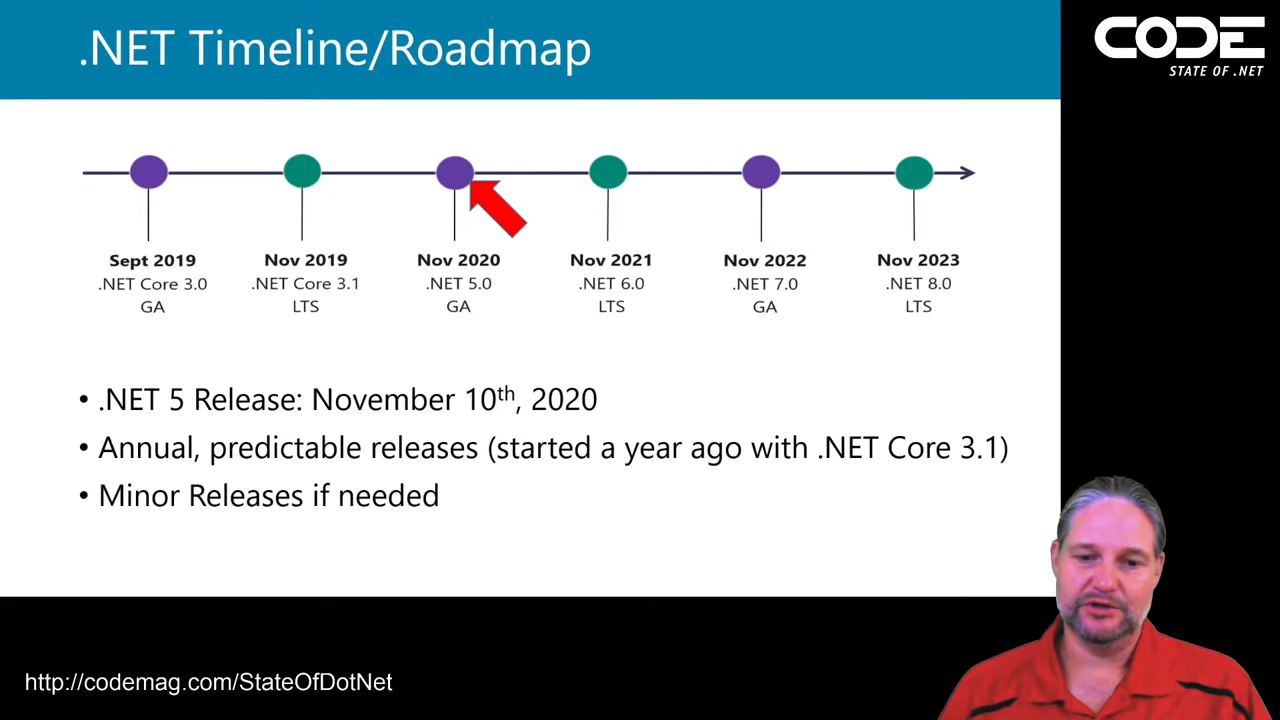 .NET Timeline/Roadmap
CODE
STATE OF .NET
Sept 2019
.NET Core 3.0
GA
Nov 2019
.NET Core 3.1
LTS
Nov 2020
.NET 5.0
GA
Nov 2021
.NET 6.0
LTS
Nov 2022
.NET 7.0
GA
Nov 2023
.NET 8.0
LTS
• .NET 5 Release: November 10th, 2020
• Annual, predictable releases (started a year ago with .NET Core 3.1)
• Minor Releases if needed
http://codemag.com/StateOfDotNet